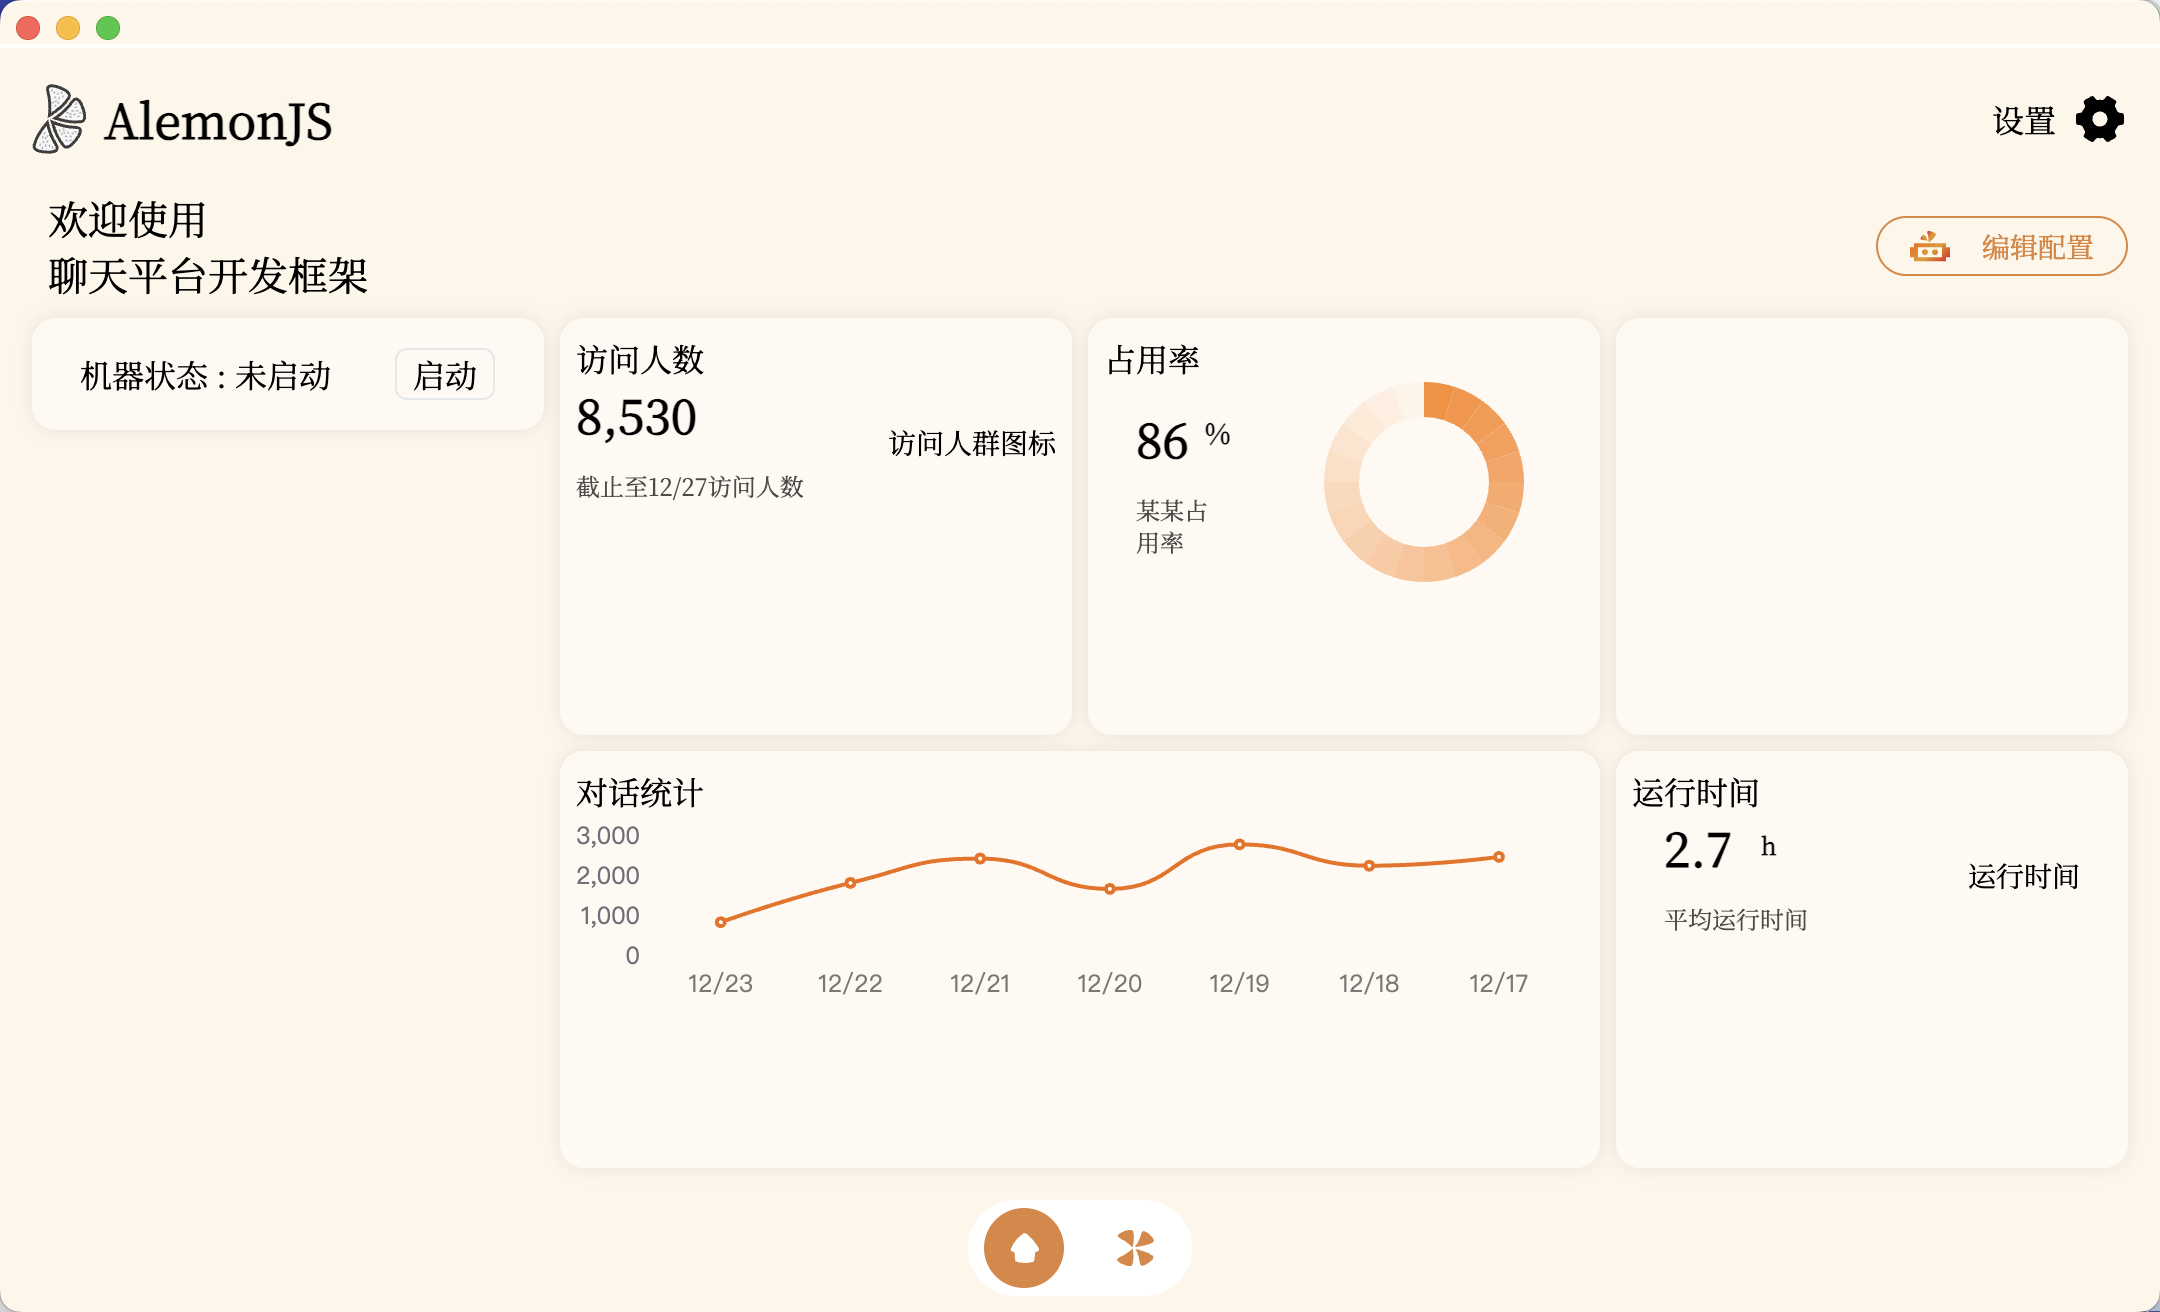 AlemonJS
设置
欢迎使用
聊天平台开发框架
编辑配置
机器状态 : 未启动
启动
访问人数
8,530
访问人群图标
截止至12/27访问人数
占用率
86 %
某某占
用率
对话统计
3,000
2,000
1,000
0
12/23
12/22
12/21
12/20
12/19
12/18
12/17
运行时间
2.7 h
运行时间
平均运行时间